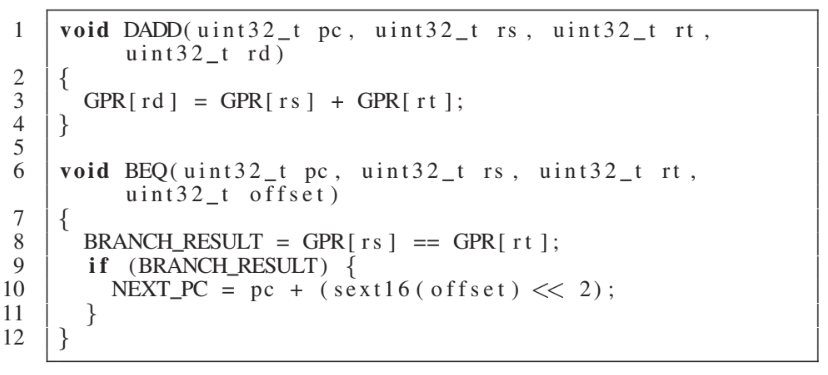 1 void DADD(uint32_t pc, uint32_t rs, uint32_t rt,
uint32_t rd)
2 {
3 GPR[rd] = GPR[rs] + GPR[rt];
4 }
5
6 void BEQ(uint32_t pc, uint32_t rs, uint32_t rt,
uint32_t offset)
7 {
8 BRANCH_RESULT = GPR[rs] == GPR[rt];
9 if (BRANCH_RESULT) {
10 NEXT_PC = pc + (sext16(offset) << 2);
11 }
12 }